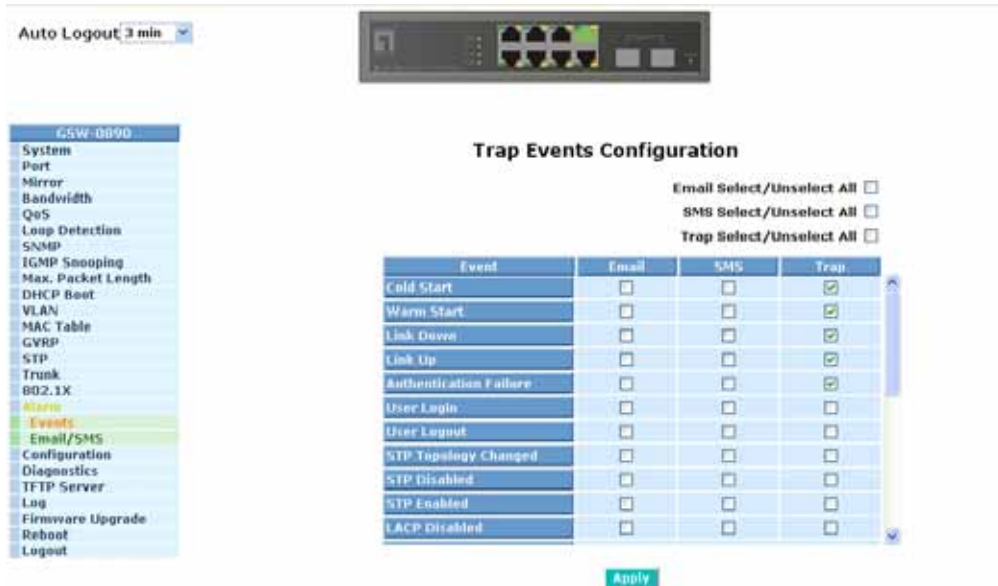 Auto Logout 3 min
GSW-0890
System
Port
Mirror
Bandwidth
QoS
Loop Detection
SNMP
IGMP Snooping
Max. Packet Length
DHCP Boot
VLAN
MAC Table
GVRP
STP
Trunk
802.1X
Alarm
Events
Email/SMS
Configuration
Diagnostics
TFTP Server
Log
Firmware Upgrade
Reboot
Logout
Trap Events Configuration
Email Select/Unselect All
SMS Select/Unselect All
Trap Select/Unselect All
Event Email SMS Trap
Cold Start
Warm Start
Link Down
Link Up
Authentication Failure
User Login
User Logout
STP Topology Changed
STP Disabled
STP Enabled
LACP Disabled
Apply